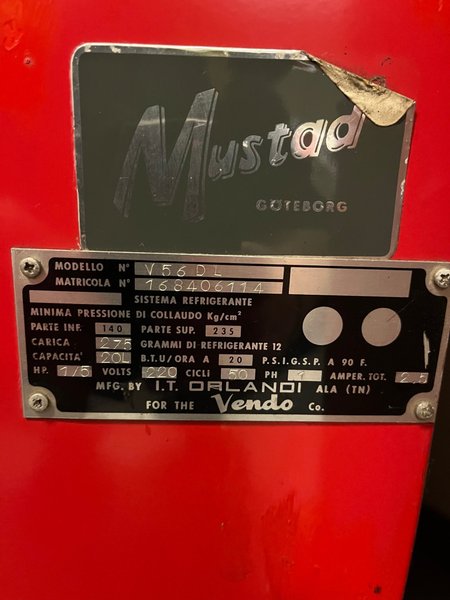 Mustad
GÖTEBORG
MODELLO N° V56DL
MATRICOLA N° 168406114
SISTEMA REFRIGERANTE
MINIMA PRESSIONE DI COLLAUDO Kg/cm²
PARTE INF. 140 PARTE SUP. 235
CARICA 275 GRAMMI DI REFRIGERANTE 12
CAPACITA' 20L B.T.U/ORA A 20 P.S.I.G.S.P. A 90 F.
HP. 1/5 VOLTS 220 CICLI 50 PH 1 AMPER. TOT. 2,5
MFG. BY I.T. ORLANDI ALA (TN)
FOR THE Vendo Co.